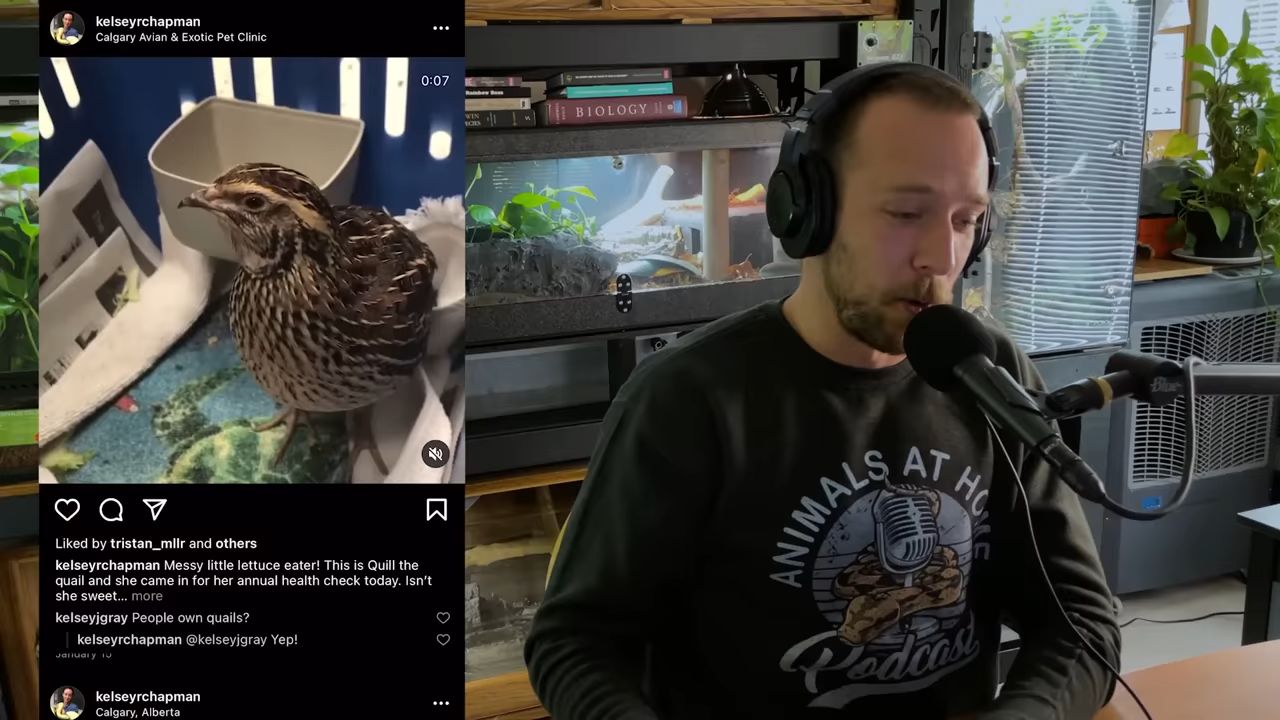 kelseyrchapman
Calgary Avian & Exotic Pet Clinic
0:07
Liked by tristan_mllr and others
kelseyrchapman Messy little lettuce eater! This is Quill the
quail and she came in for her annual health check today. Isn't
she sweet... more
kelseyjgray People own quails?
kelseyrchapman @kelseyjgray Yep!
January 15
kelseyrchapman
Calgary, Alberta
BIOLOGY
ANIMALS AT HOME
Podcast
Blue